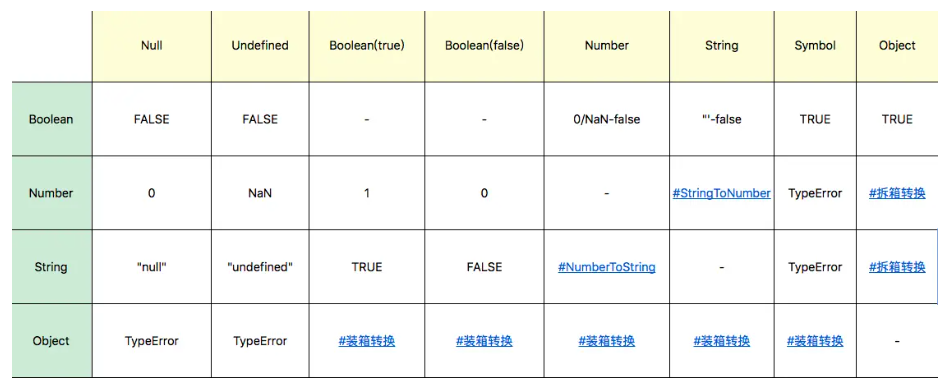 Null Undefined Boolean(true) Boolean(false) Number String Symbol Object
Boolean FALSE FALSE - - 0/NaN-false "'-false TRUE TRUE
Number 0 NaN 1 0 - #StringToNumber TypeError #拆箱转换
String "null" "undefined" TRUE FALSE #NumberToString - TypeError #拆箱转换
Object TypeError TypeError #装箱转换 #装箱转换 #装箱转换 #装箱转换 #装箱转换 -